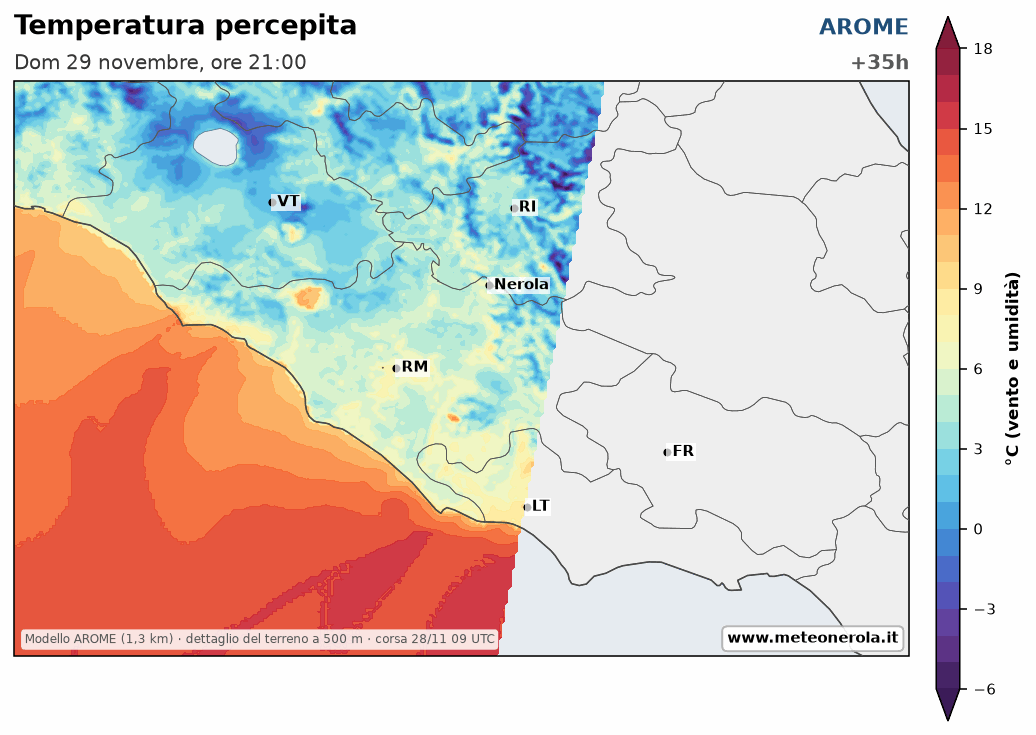 Temperatura percepita
AROME
Dom 29 novembre, ore 21:00
+35h
VT
RI
Nerola
RM
FR
LT
Modello AROME (1,3 km) · dettaglio del terreno a 500 m · corsa 28/11 09 UTC
www.meteonerola.it
18
15
12
9
6
3
0
−3
−6
°C (vento e umidità)